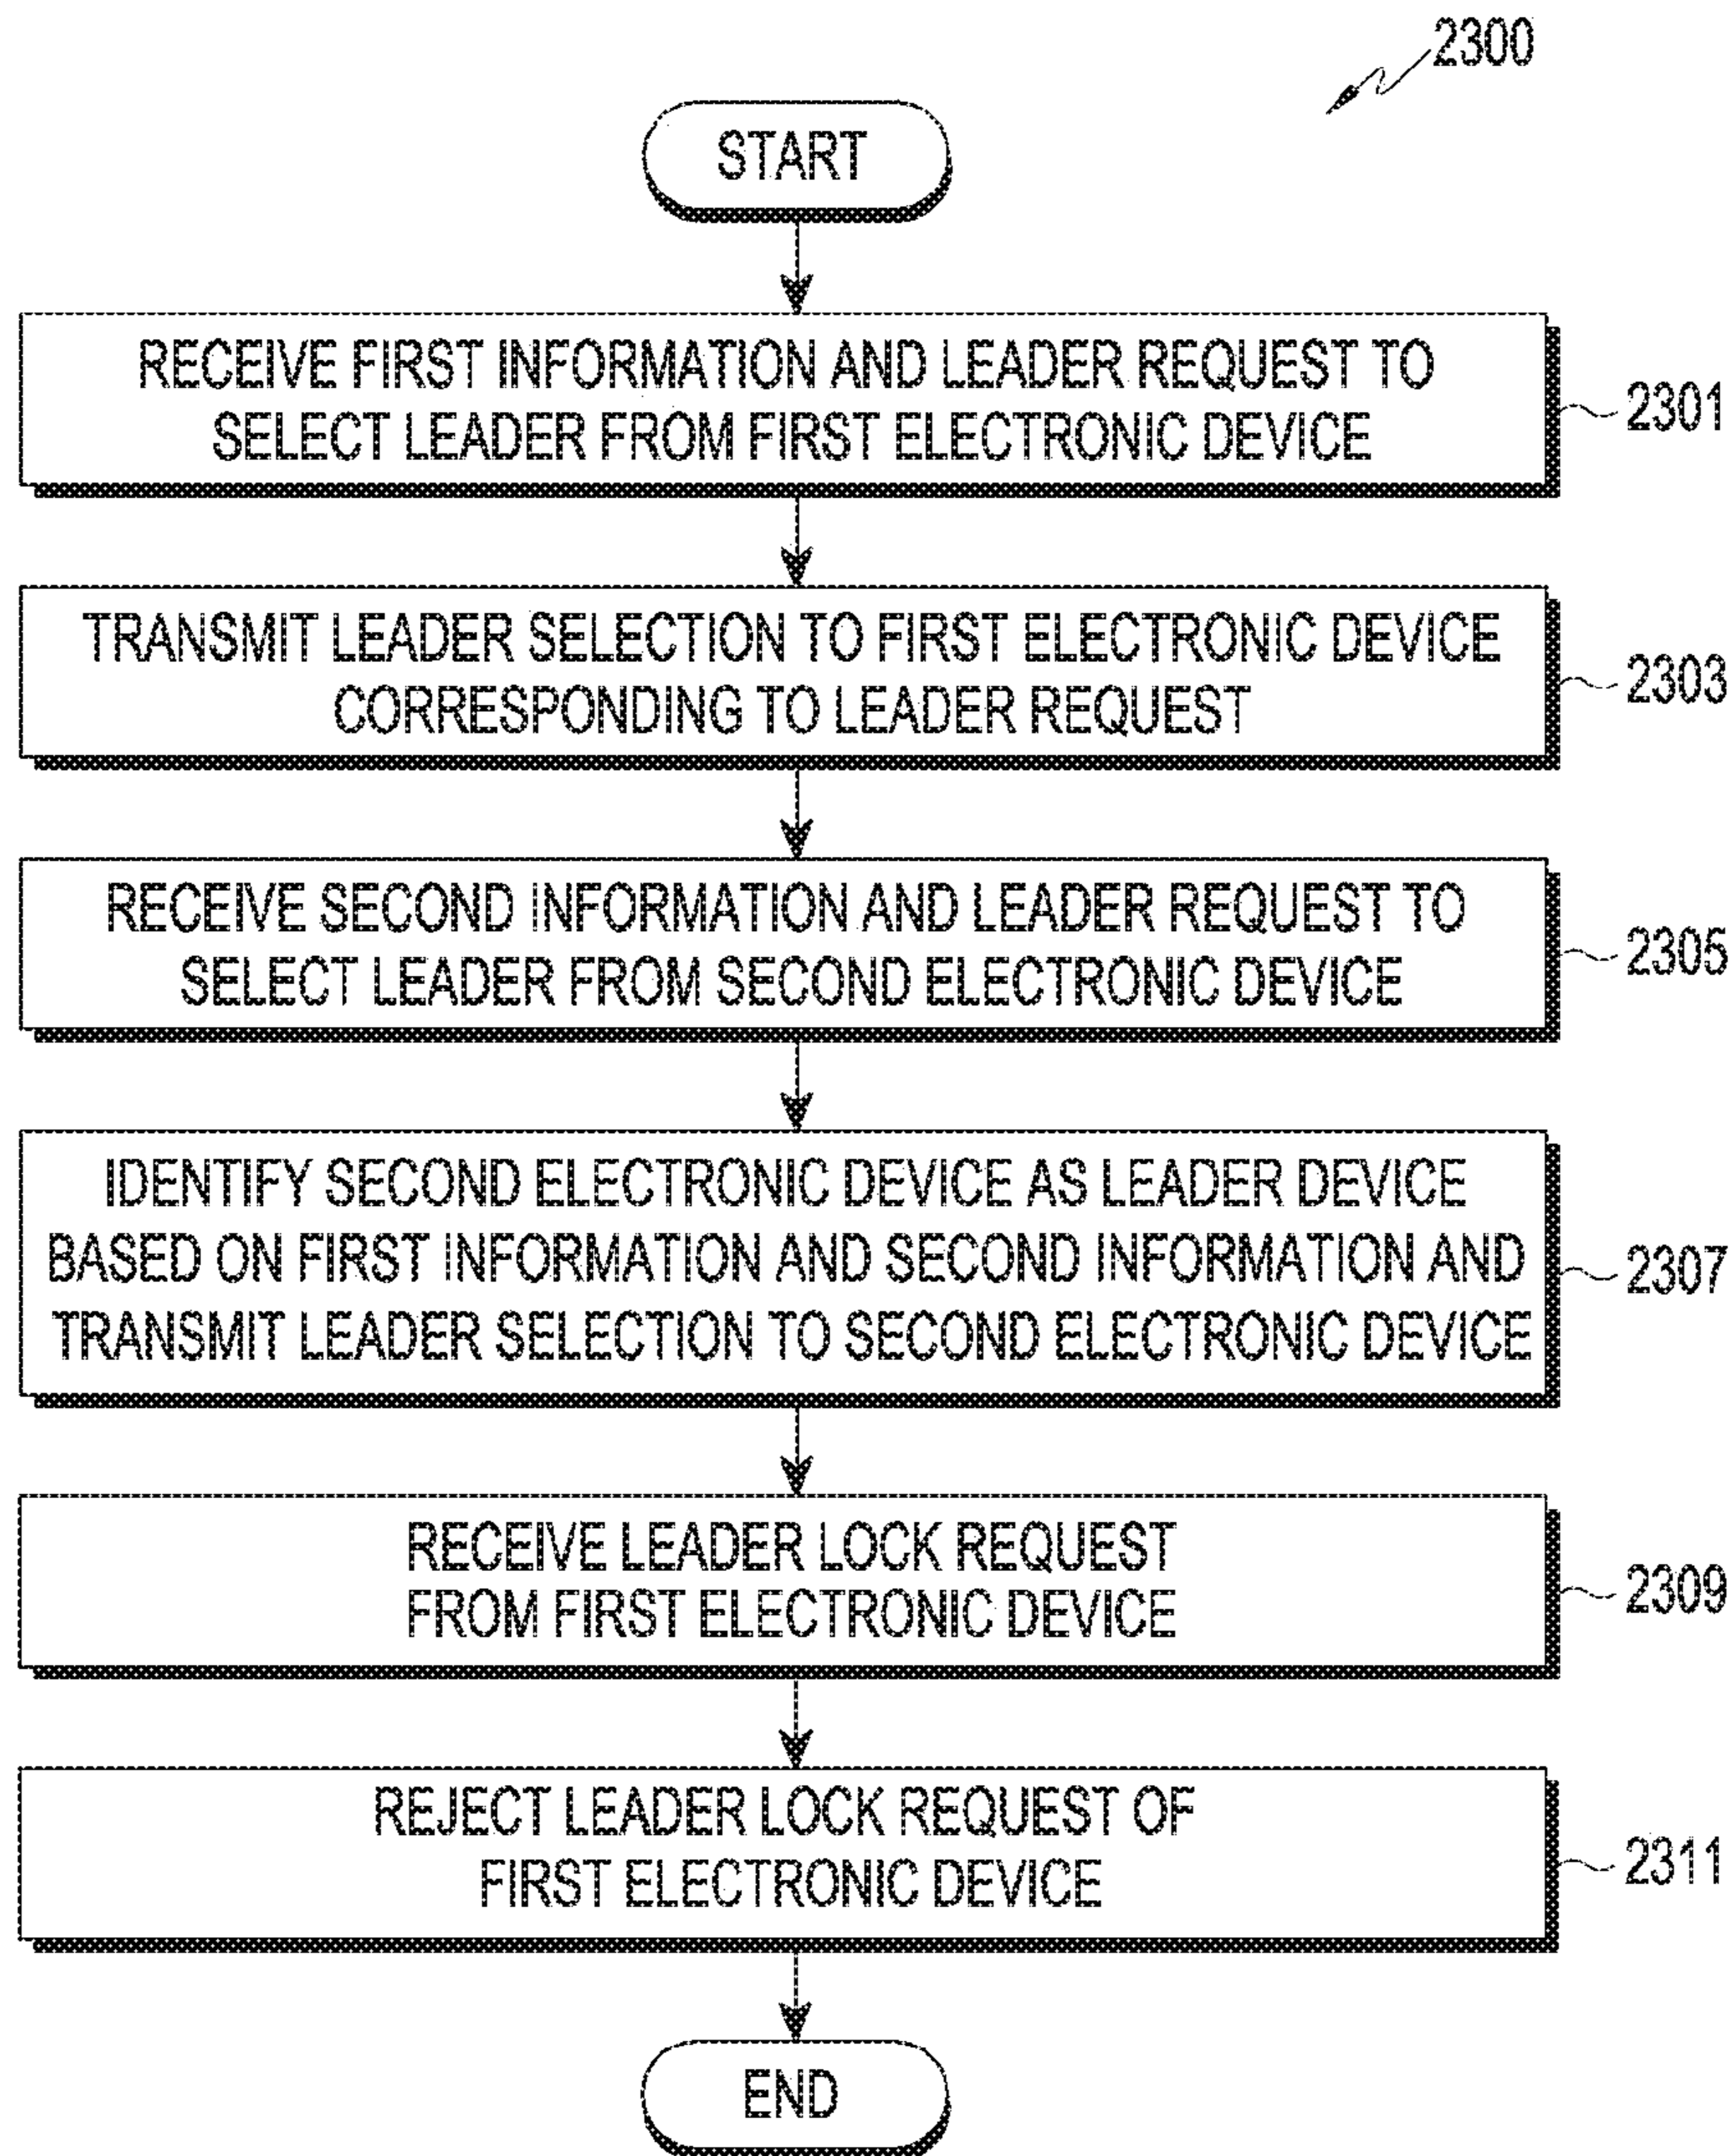 2300
START
RECEIVE FIRST INFORMATION AND LEADER REQUEST TO
SELECT LEADER FROM FIRST ELECTRONIC DEVICE
2301
TRANSMIT LEADER SELECTION TO FIRST ELECTRONIC DEVICE
CORRESPONDING TO LEADER REQUEST
2303
RECEIVE SECOND INFORMATION AND LEADER REQUEST TO
SELECT LEADER FROM SECOND ELECTRONIC DEVICE
2305
IDENTIFY SECOND ELECTRONIC DEVICE AS LEADER DEVICE
BASED ON FIRST INFORMATION AND SECOND INFORMATION AND
TRANSMIT LEADER SELECTION TO SECOND ELECTRONIC DEVICE
2307
RECEIVE LEADER LOCK REQUEST
FROM FIRST ELECTRONIC DEVICE
2309
REJECT LEADER LOCK REQUEST OF
FIRST ELECTRONIC DEVICE
2311
END